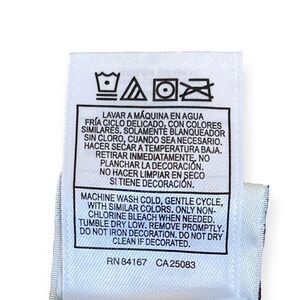 LAVAR A MÁQUINA EN AGUA
FRÍA CICLO DELICADO, CON COLORES
SIMILARES. SOLAMENTE BLANQUEADOR
SIN CLORO, CUANDO SEA NECESARIO.
HACER SECAR A TEMPERATURA BAJA.
RETIRAR INMEDIATAMENTE. NO
PLANCHAR LA DECORACIÓN.
NO HACER LIMPIAR EN SECO
SI TIENE DECORACIÓN.
MACHINE WASH COLD, GENTLE CYCLE,
WITH SIMILAR COLORS. ONLY NON-
CHLORINE BLEACH WHEN NEEDED.
TUMBLE DRY LOW. REMOVE PROMPTLY.
DO NOT IRON DECORATION. DO NOT DRY
CLEAN IF DECORATED.
RN 84167 CA 25083